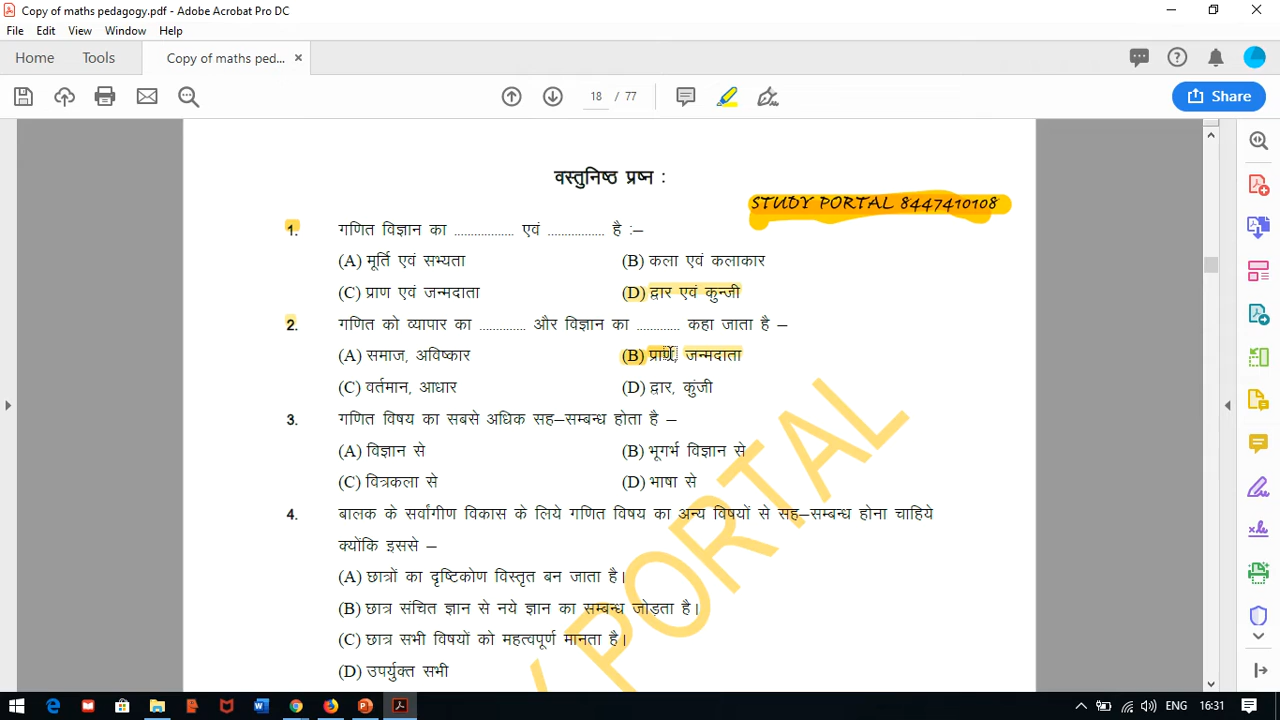 Copy of maths pedagogy.pdf - Adobe Acrobat Pro DC
File Edit View Window Help
Home Tools Copy of maths ped... ×
18 / 77
Share
वस्तुनिष्ठ प्रश्न :
STUDY PORTAL 8447410108
1. गणित विज्ञान का ................ एवं ............... है :–
(A) मूर्ति एवं सभ्यता (B) कला एवं कलाकार
(C) प्राण एवं जन्मदाता (D) द्वार एवं कुन्जी
2. गणित को व्यापार का ............. और विज्ञान का ............ कहा जाता है –
(A) समाज, अविष्कार (B) प्राण, जन्मदाता
(C) वर्तमान, आधार (D) द्वार, कुंजी
3. गणित विषय का सबसे अधिक सह–सम्बन्ध होता है –
(A) विज्ञान से (B) भूगर्भ विज्ञान से
(C) वित्रकला से (D) भाषा से
4. बालक के सर्वांगीण विकास के लिये गणित विषय का अन्य विषयों से सह–सम्बन्ध होना चाहिये
क्योंकि इससे –
(A) छात्रों का दृष्टिकोण विस्तृत बन जाता है।
(B) छात्र संचित ज्ञान से नये ज्ञान का सम्बन्ध जोड़ता है।
(C) छात्र सभी विषयों को महत्वपूर्ण मानता है।
(D) उपर्युक्त सभी
Y PORTAL
ENG 16:31